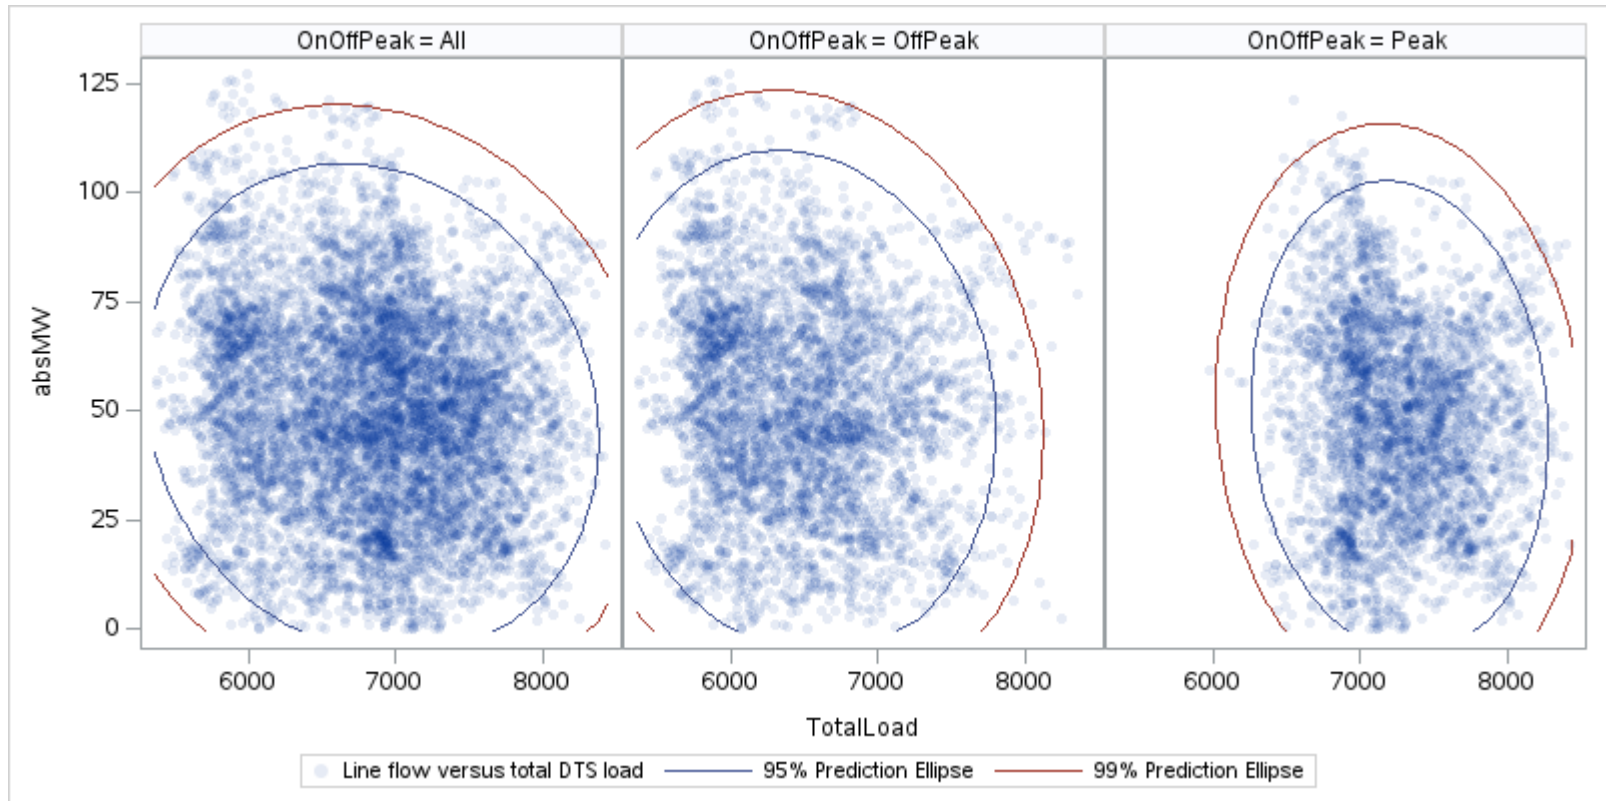 OnOffPeak = All
OnOffPeak = OffPeak
OnOffPeak = Peak
125
100
75
50
25
0
absMW
6000
7000
8000
6000
7000
8000
6000
7000
8000
TotalLoad
Line flow versus total DTS load
95% Prediction Ellipse
99% Prediction Ellipse